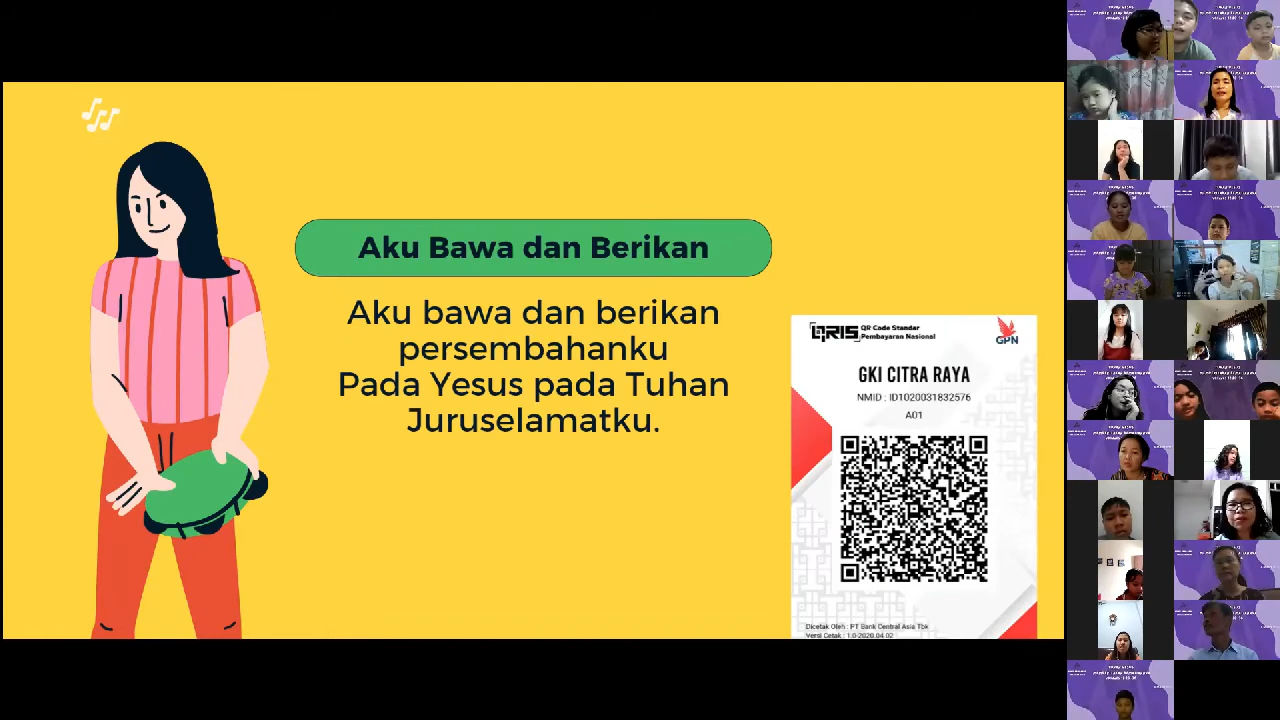 Aku Bawa dan Berikan
Aku bawa dan berikan
persembahanku
Pada Yesus pada Tuhan
Juruselamatku.
QRIS QR Code Standar
Pembayaran Nasional
GPN
GKI CITRA RAYA
NMID : ID1020031832576
A01
Dicetak Oleh : PT Bank Central Asia Tbk
Versi Cetak : 1.0-2020.04.02